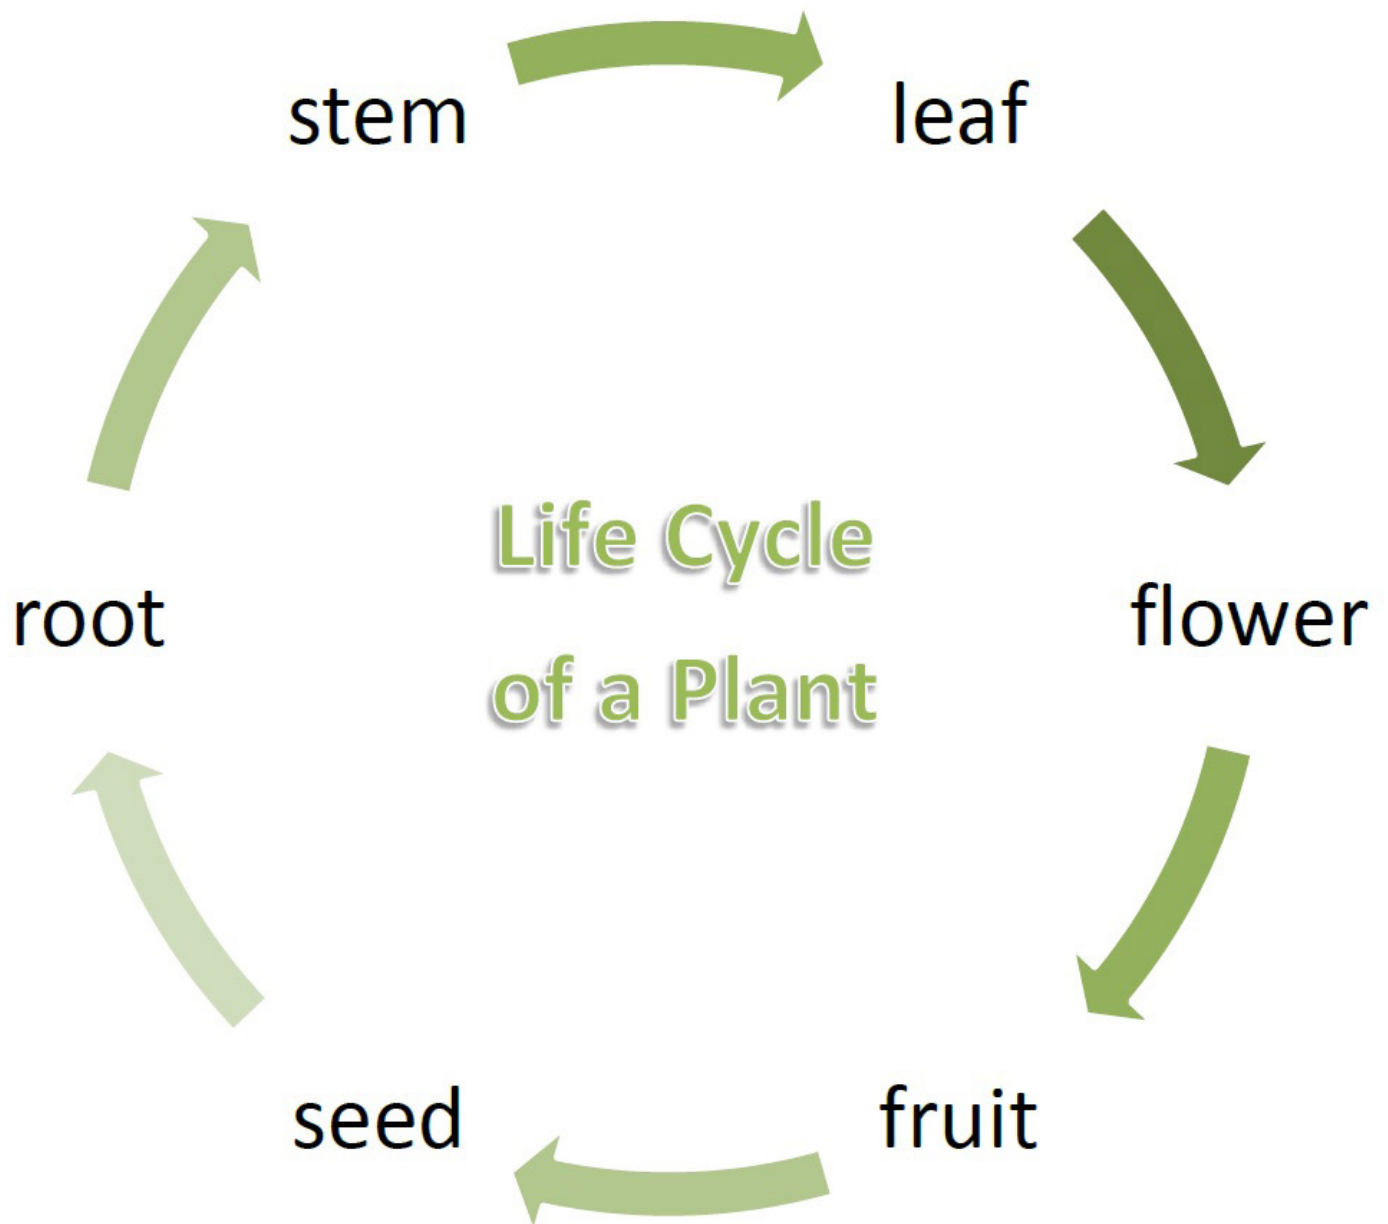 stem
leaf
Life Cycle
of a Plant
root
flower
seed
fruit